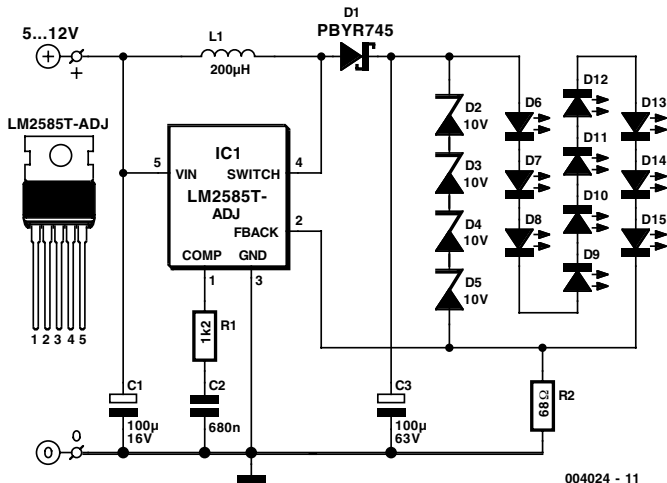 5...12V
+
L1
200µH
D1
PBYR745
LM2585T-ADJ
1 2 3 4 5
IC1
5
VIN
SWITCH
4
LM2585T-
ADJ
FBACK
2
COMP
GND
1
3
R1
1k2
C1
100µ
16V
C2
680n
C3
100µ
63V
D2
10V
D3
10V
D4
10V
D5
10V
D6
D7
D8
D12
D11
D10
D9
D13
D14
D15
R2
68Ω
0
0
004024 - 11